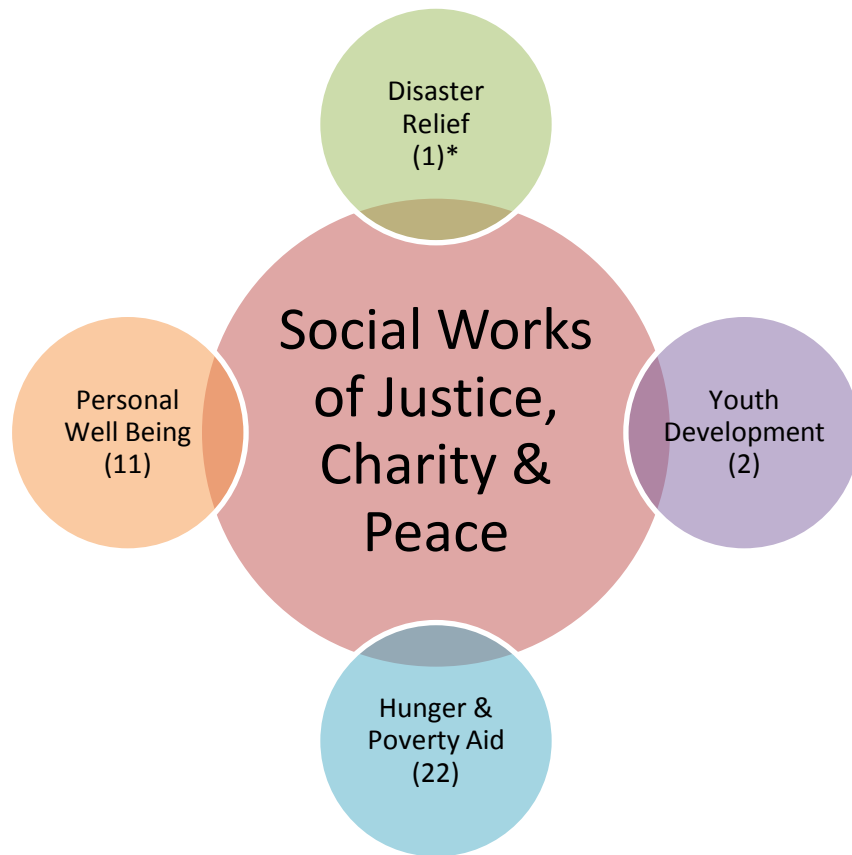 Disaster
Relief
(1)*
Social Works
of Justice,
Charity &
Peace
Personal
Well Being
(11)
Youth
Development
(2)
Hunger &
Poverty Aid
(22)